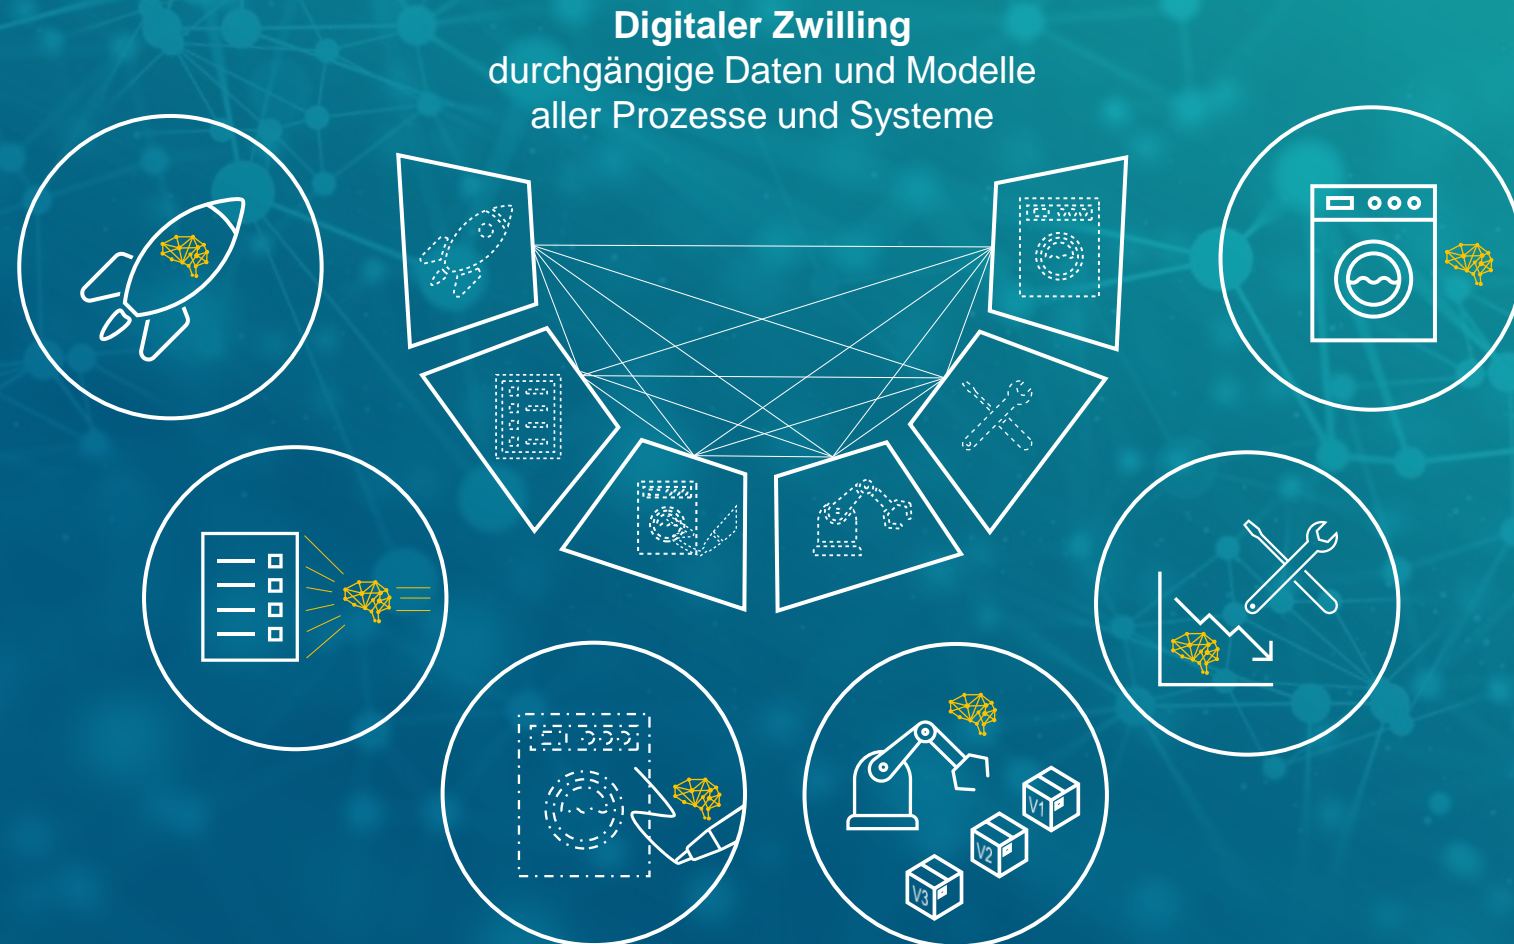 Digitaler Zwilling
durchgängige Daten und Modelle
aller Prozesse und Systeme
V1
V2
V3